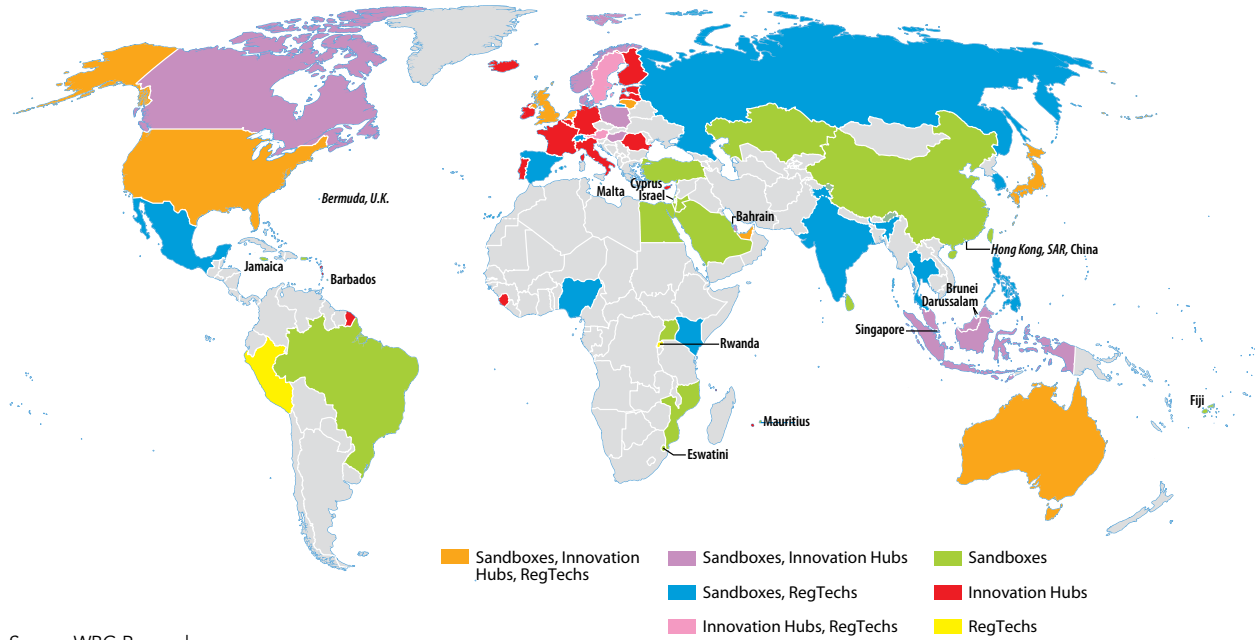 Bermuda, U.K.
Malta
Cyprus
Israel
Bahrain
Hong Kong, SAR, China
Jamaica
Barbados
Brunei
Darussalam
Singapore
Rwanda
Fiji
Mauritius
Eswatini
Sandboxes, Innovation
Hubs, RegTechs
Sandboxes, Innovation Hubs
Sandboxes, RegTechs
Innovation Hubs, RegTechs
Sandboxes
Innovation Hubs
RegTechs